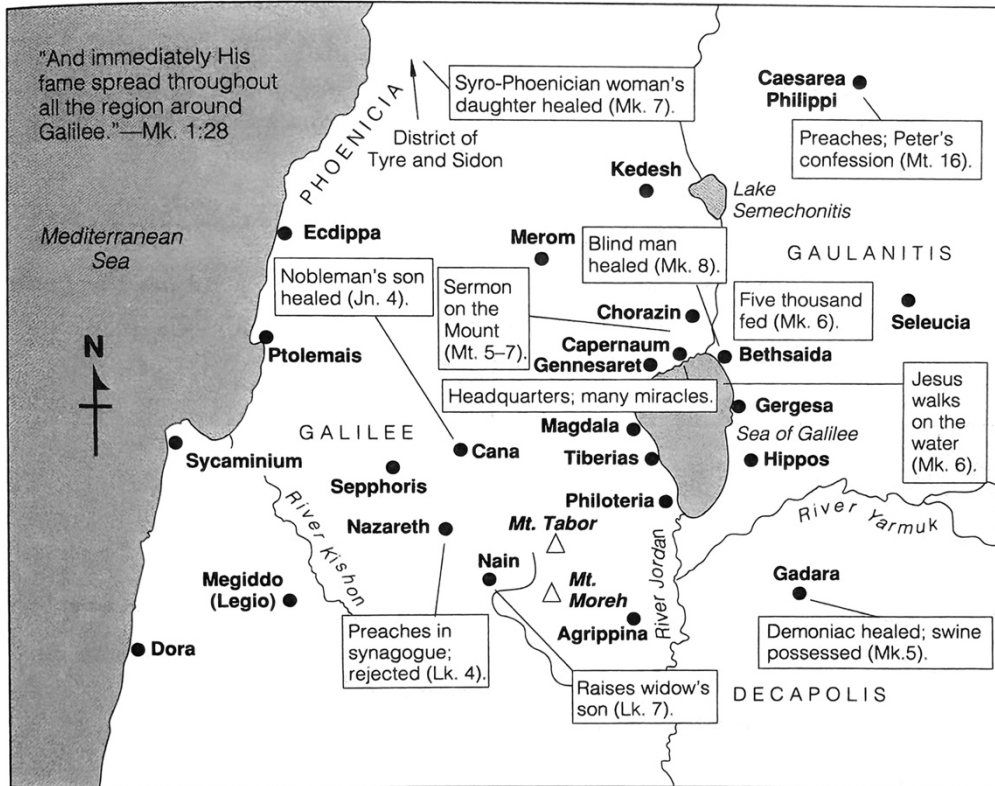 "And immediately His
fame spread throughout
all the region around
Galilee."—Mk. 1:28
PHOENICIA
District of
Tyre and Sidon
Syro-Phoenician woman's
daughter healed (Mk. 7).
Caesarea
Philippi
Preaches; Peter's
confession (Mt. 16).
Kedesh
Lake
Semechonitis
Mediterranean
Sea
Ecdippa
Merom
Blind man
healed (Mk. 8).
GAULANITIS
Nobleman's son
healed (Jn. 4).
Sermon
on the
Mount
(Mt. 5–7).
Chorazin
Five thousand
fed (Mk. 6).
Seleucia
N
Ptolemais
Capernaum
Gennesaret
Bethsaida
Headquarters; many miracles.
Jesus
walks
on the
water
(Mk. 6).
Gergesa
GALILEE
Magdala
Sea of Galilee
Sycaminium
Cana
Tiberias
Hippos
Sepphoris
River Kishon
Philoteria
River Yarmuk
Nazareth
Mt. Tabor
River Jordan
Nain
Gadara
Megiddo
(Legio)
Mt.
Moreh
Agrippina
Preaches in
synagogue;
rejected (Lk. 4).
Demoniac healed; swine
possessed (Mk.5).
Dora
Raises widow's
son (Lk. 7).
DECAPOLIS